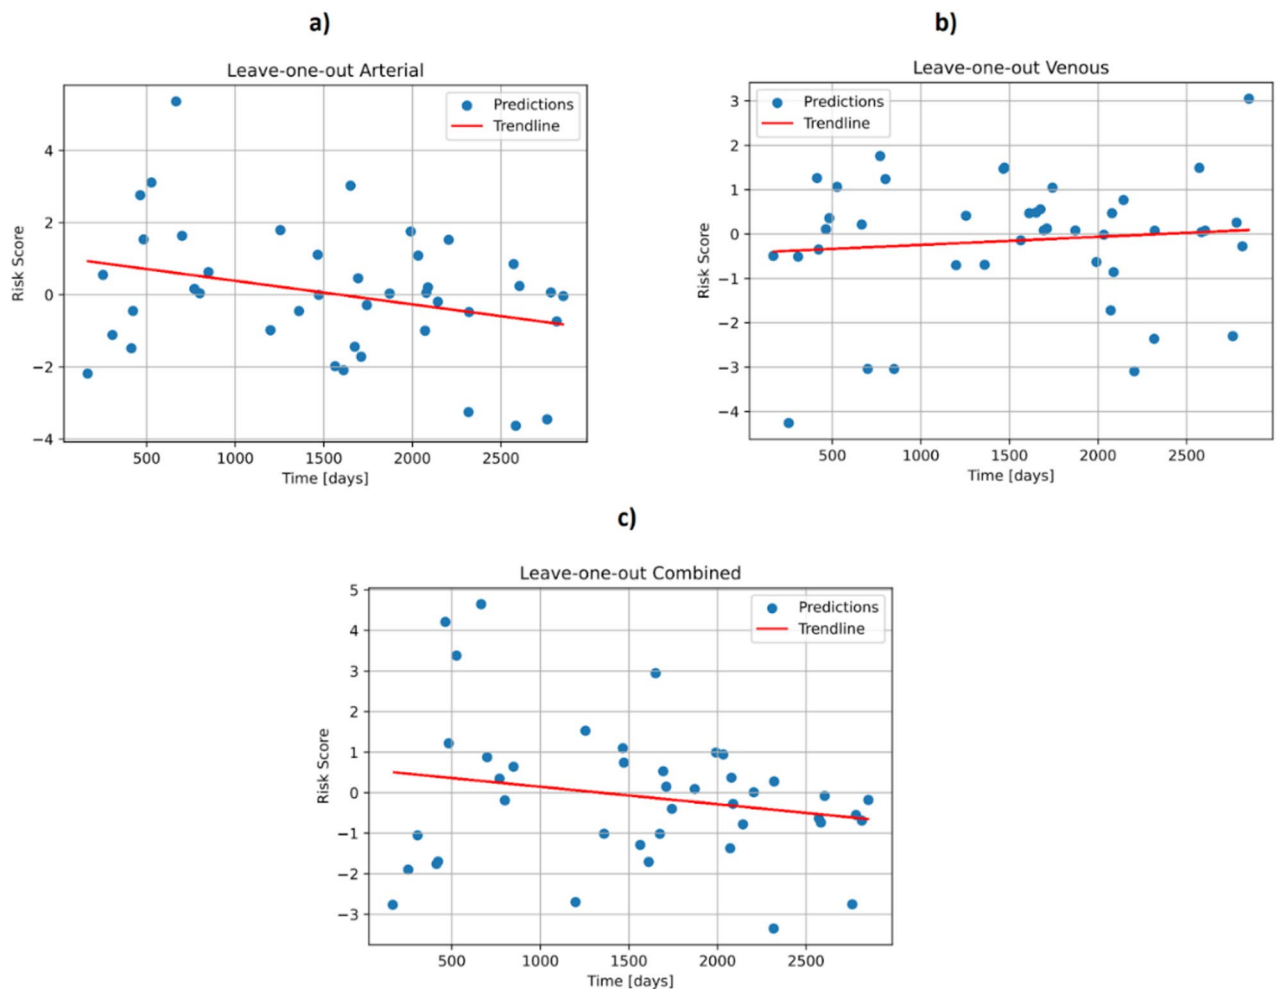 a)
Leave-one-out Arterial
Predictions
Trendline
Risk Score
4
2
0
−2
−4
500 1000 1500 2000 2500
Time [days]
b)
Leave-one-out Venous
Predictions
Trendline
Risk Score
3
2
1
0
−1
−2
−3
−4
500 1000 1500 2000 2500
Time [days]
c)
Leave-one-out Combined
Predictions
Trendline
Risk Score
5
4
3
2
1
0
−1
−2
−3
500 1000 1500 2000 2500
Time [days]